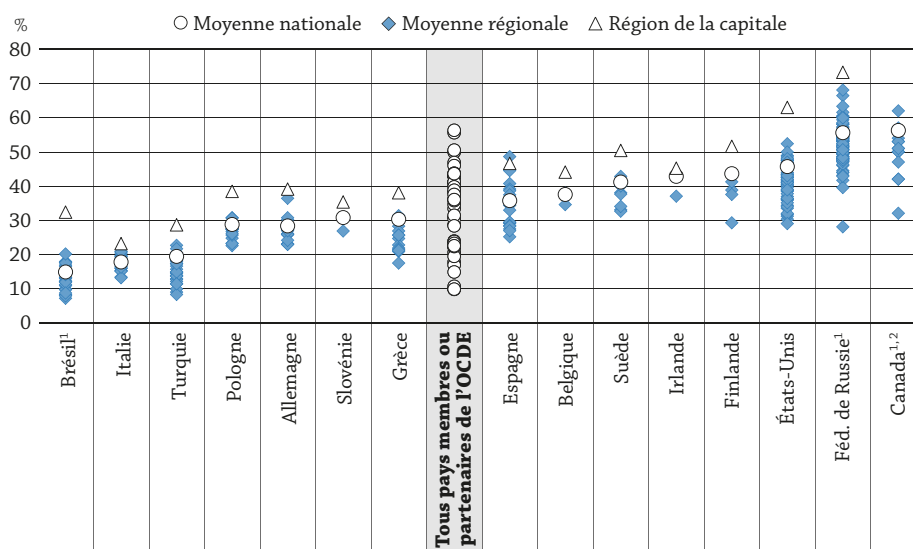 %
Moyenne nationale
Moyenne régionale
Région de la capitale
80
70
60
50
40
30
20
10
0
Brésil¹
Italie
Turquie
Pologne
Allemagne
Slovénie
Grèce
Tous pays membres ou
partenaires de l'OCDE
Espagne
Belgique
Suède
Irlande
Finlande
États-Unis
Féd. de Russie¹
Canada¹,²